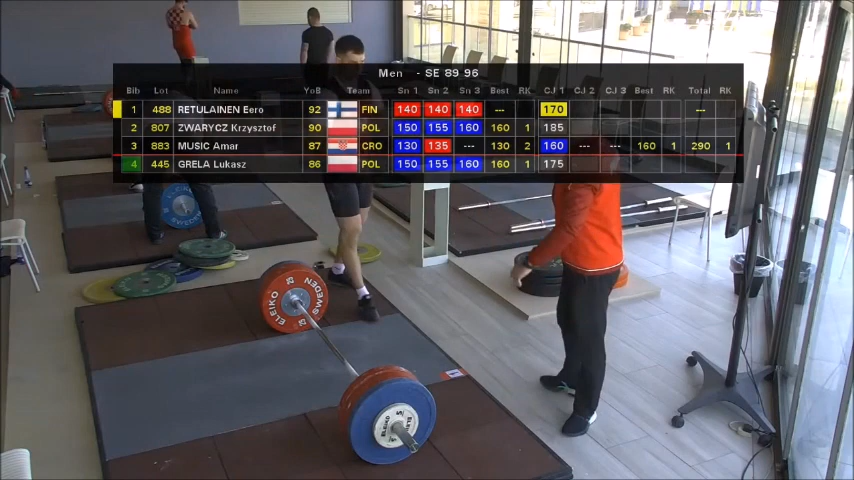 Men - SE 89 96
Bib Lot Name YoB Team Sn 1 Sn 2 Sn 3 Best RK CJ 1 CJ 2 CJ 3 Best RK Total RK
1 488 RETULAINEN Eero 92 FIN 140 140 140 --- 170 ---
2 807 ZWARYCZ Krzysztof 90 POL 150 155 160 160 1 185
3 883 MUSIC Amar 87 CRO 130 135 --- 130 2 160 --- --- 160 1 290 1
4 445 GRELA Lukasz 86 POL 150 155 160 160 1 175
ELEIKO SWEDEN
ELEIKO
1